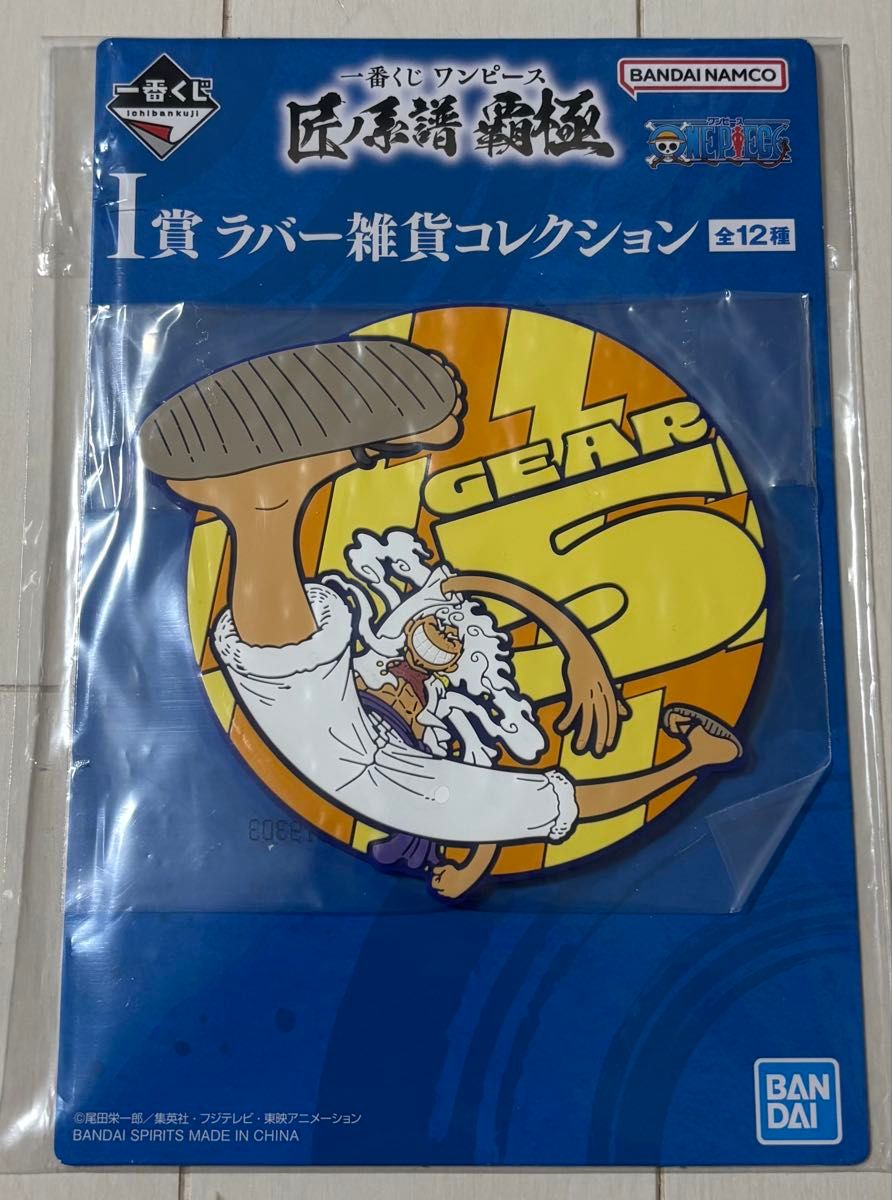 一番くじ
ichibankuji
一番くじ ワンピース
匠ノ系譜 覇極
BANDAI NAMCO
ワンピース
ONE PIECE
I賞 ラバー雑貨コレクション 全12種
GEAR
5
©尾田栄一郎／集英社・フジテレビ・東映アニメーション
BANDAI SPIRITS MADE IN CHINA
BAN
DAI